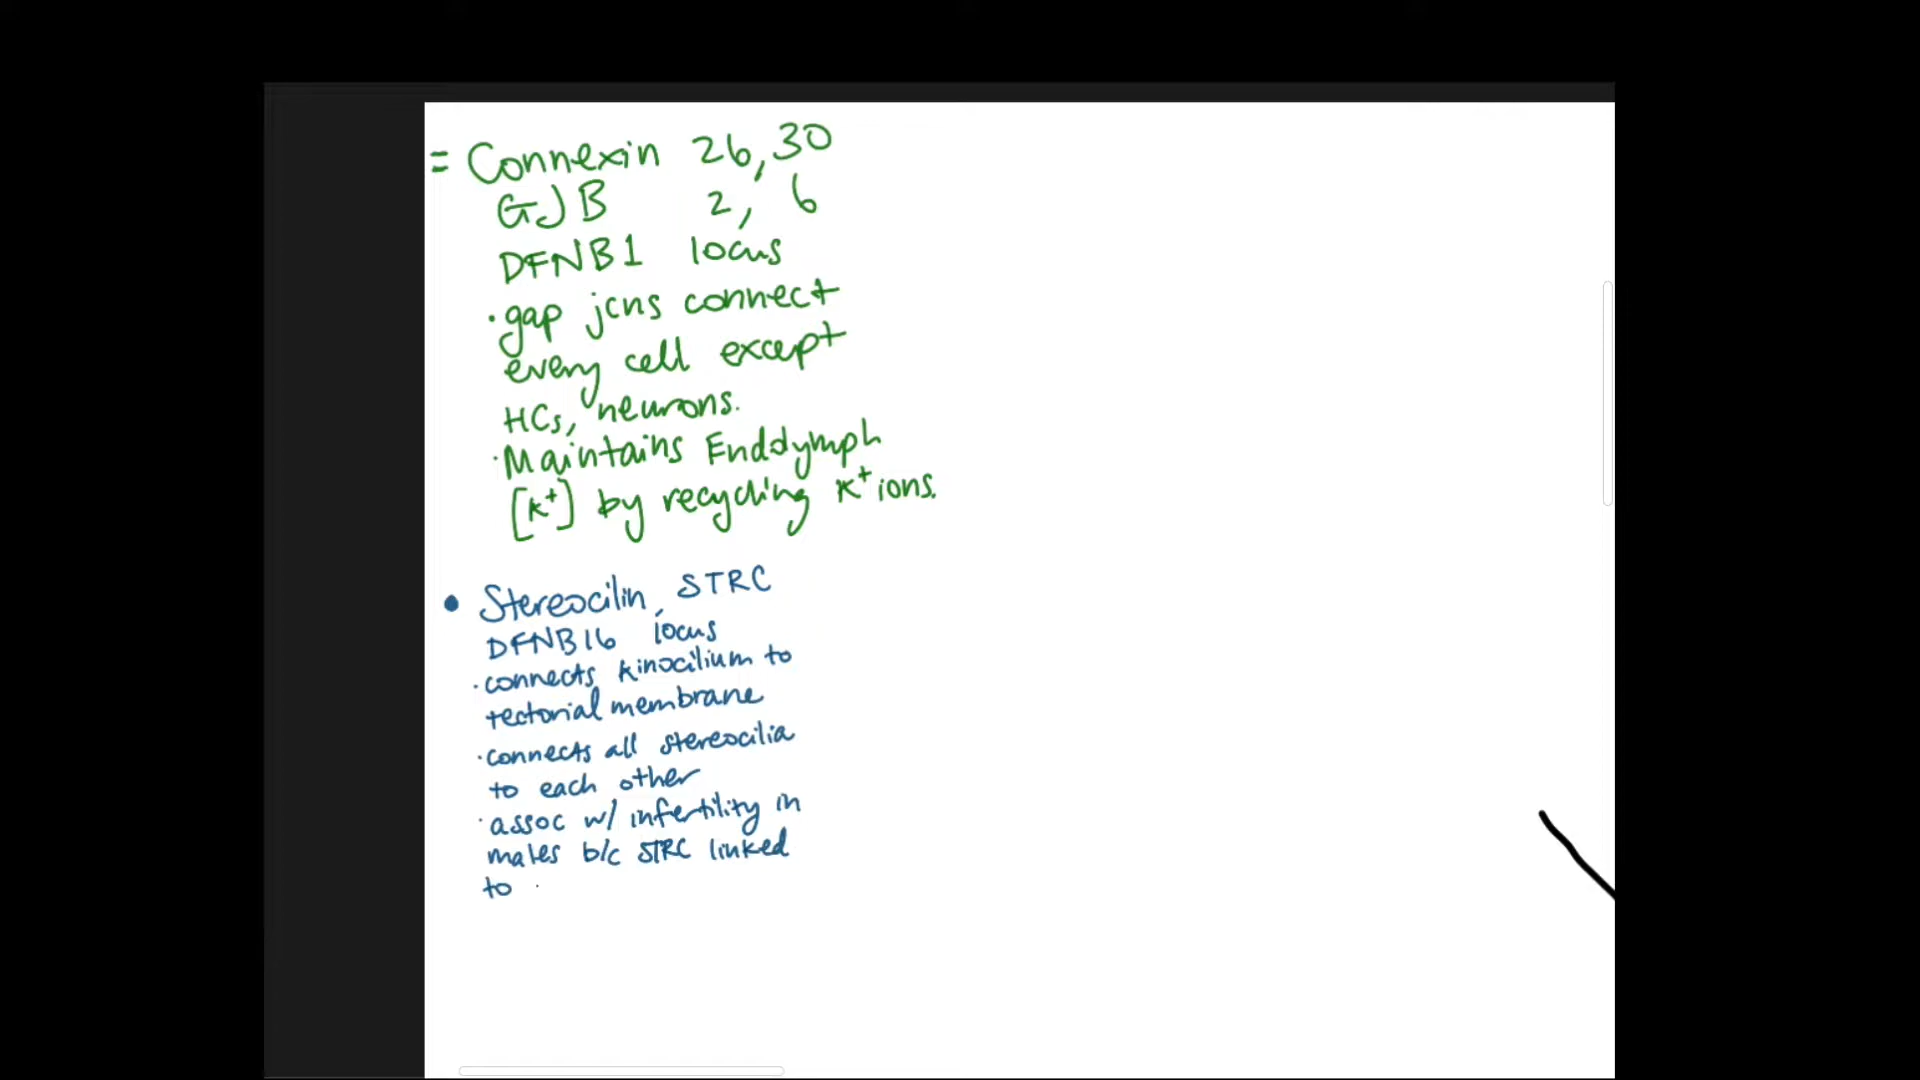 = Connexin 26, 30
GJB 2, 6
DFNB1 locus
· gap jcns connect
every cell except
HCs, neurons.
· Maintains Endolymph
[K+] by recycling K+ ions.
• Stereocilin, STRC
DFNB16 locus
· connects kinocilium to
tectorial membrane
· connects all stereocilia
to each other
· assoc w/ infertility in
males b/c STRC linked
to